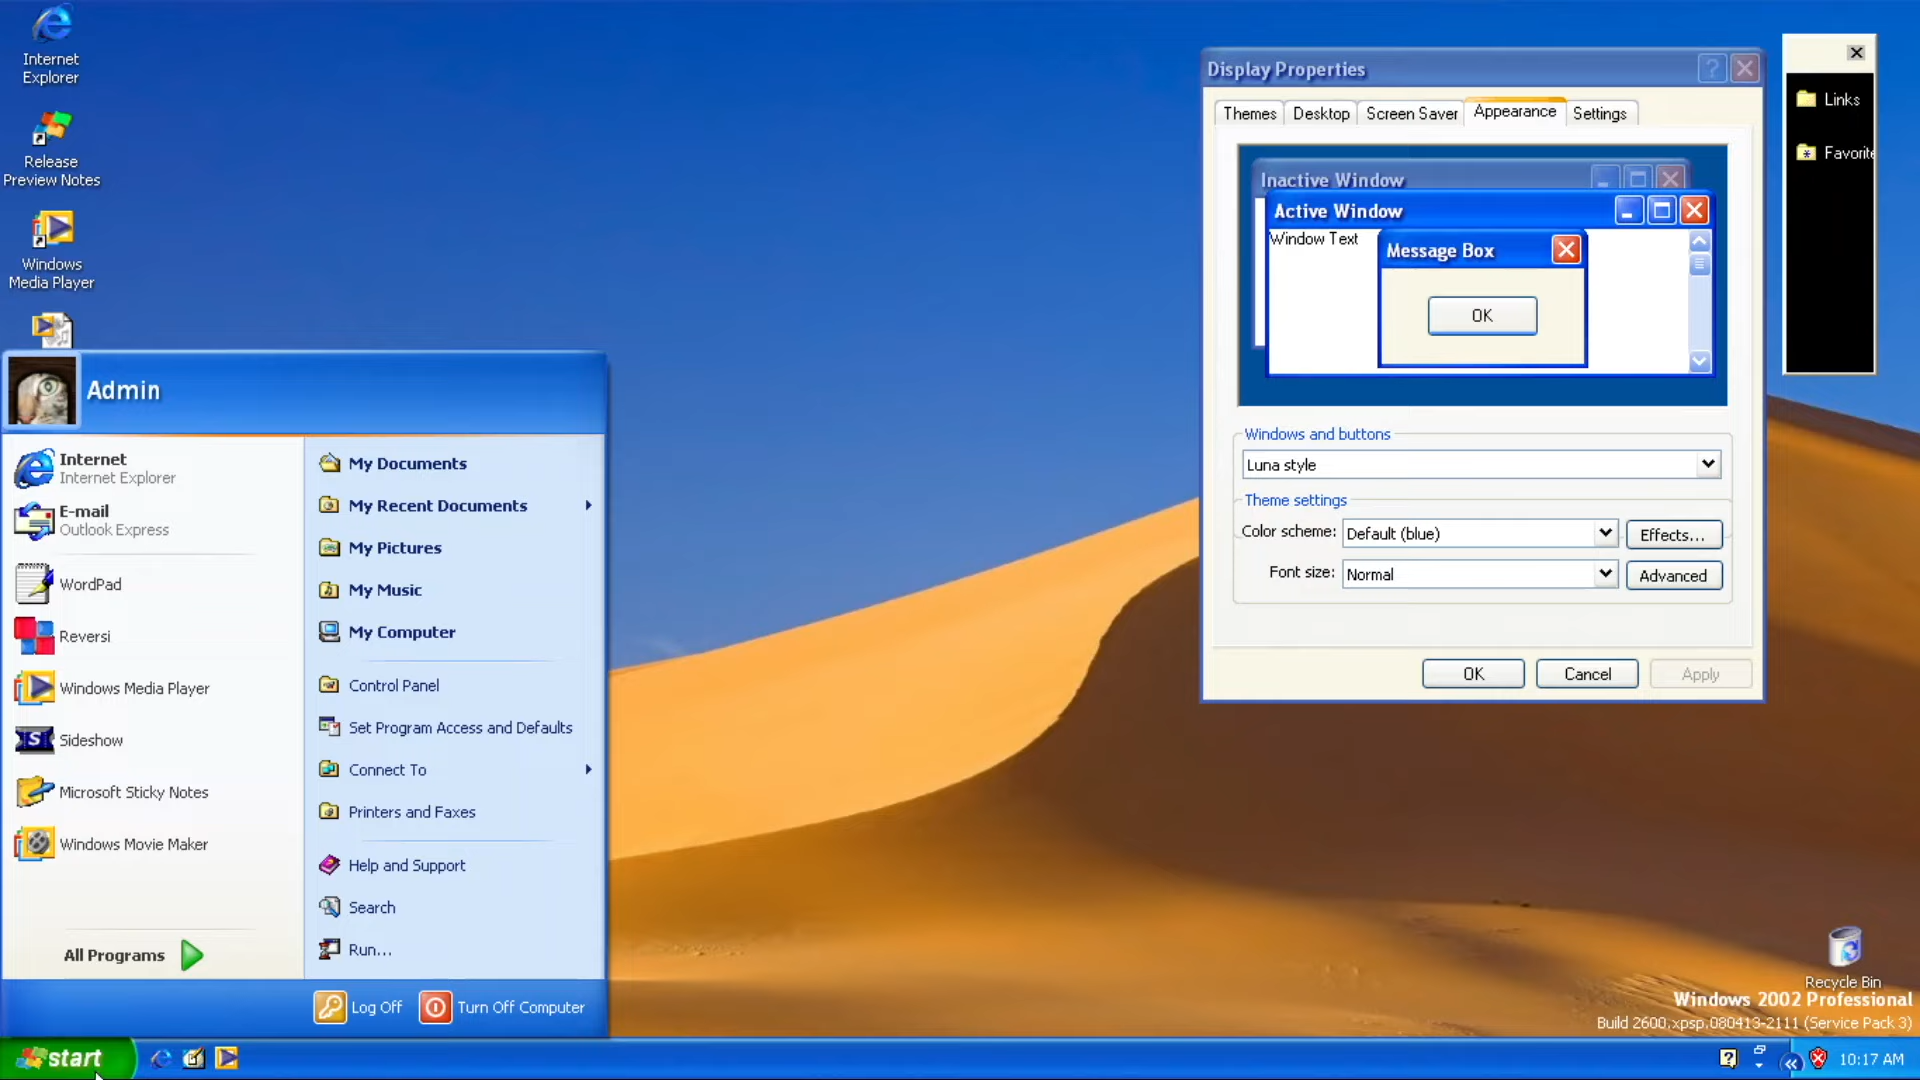 Internet
Explorer
Release
Preview Notes
Windows
Media Player
Admin
Internet
Internet Explorer
E-mail
Outlook Express
WordPad
Reversi
Windows Media Player
Sideshow
Microsoft Sticky Notes
Windows Movie Maker
All Programs
My Documents
My Recent Documents
My Pictures
My Music
My Computer
Control Panel
Set Program Access and Defaults
Connect To
Printers and Faxes
Help and Support
Search
Run...
Log Off
Turn Off Computer
start
Display Properties
Themes
Desktop
Screen Saver
Appearance
Settings
Inactive Window
Active Window
Window Text
Message Box
OK
Windows and buttons
Luna style
Theme settings
Color scheme:
Default (blue)
Effects...
Font size:
Normal
Advanced
OK
Cancel
Apply
Links
Favorite
Recycle Bin
Windows 2002 Professional
Build 2600.xpsp.080413-2111 (Service Pack 3)
10:17 AM